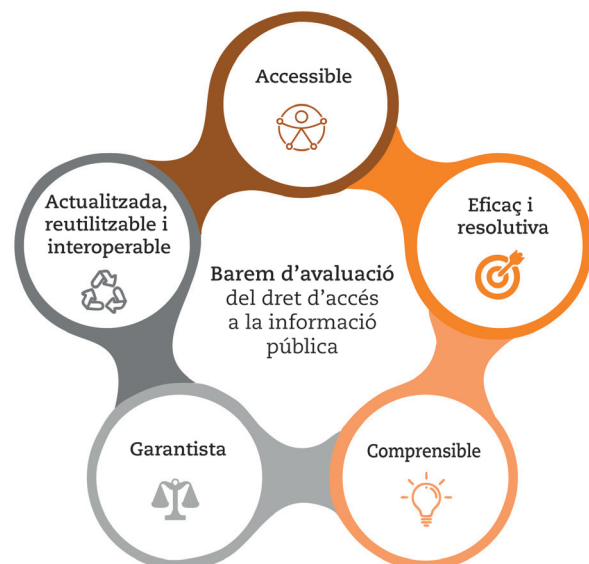 Accessible
Eficaç i
resolutiva
Actualitzada,
reutilitzable i
interoperable
Barem d’avaluació
del dret d’accés
a la informació
pública
Garantista
Comprensible